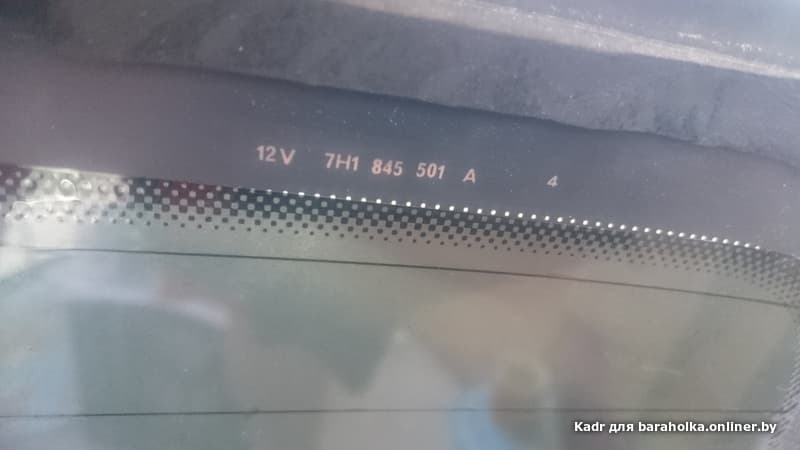 12V 7H1 845 501 A 4
Kadr для baraholka.onliner.by